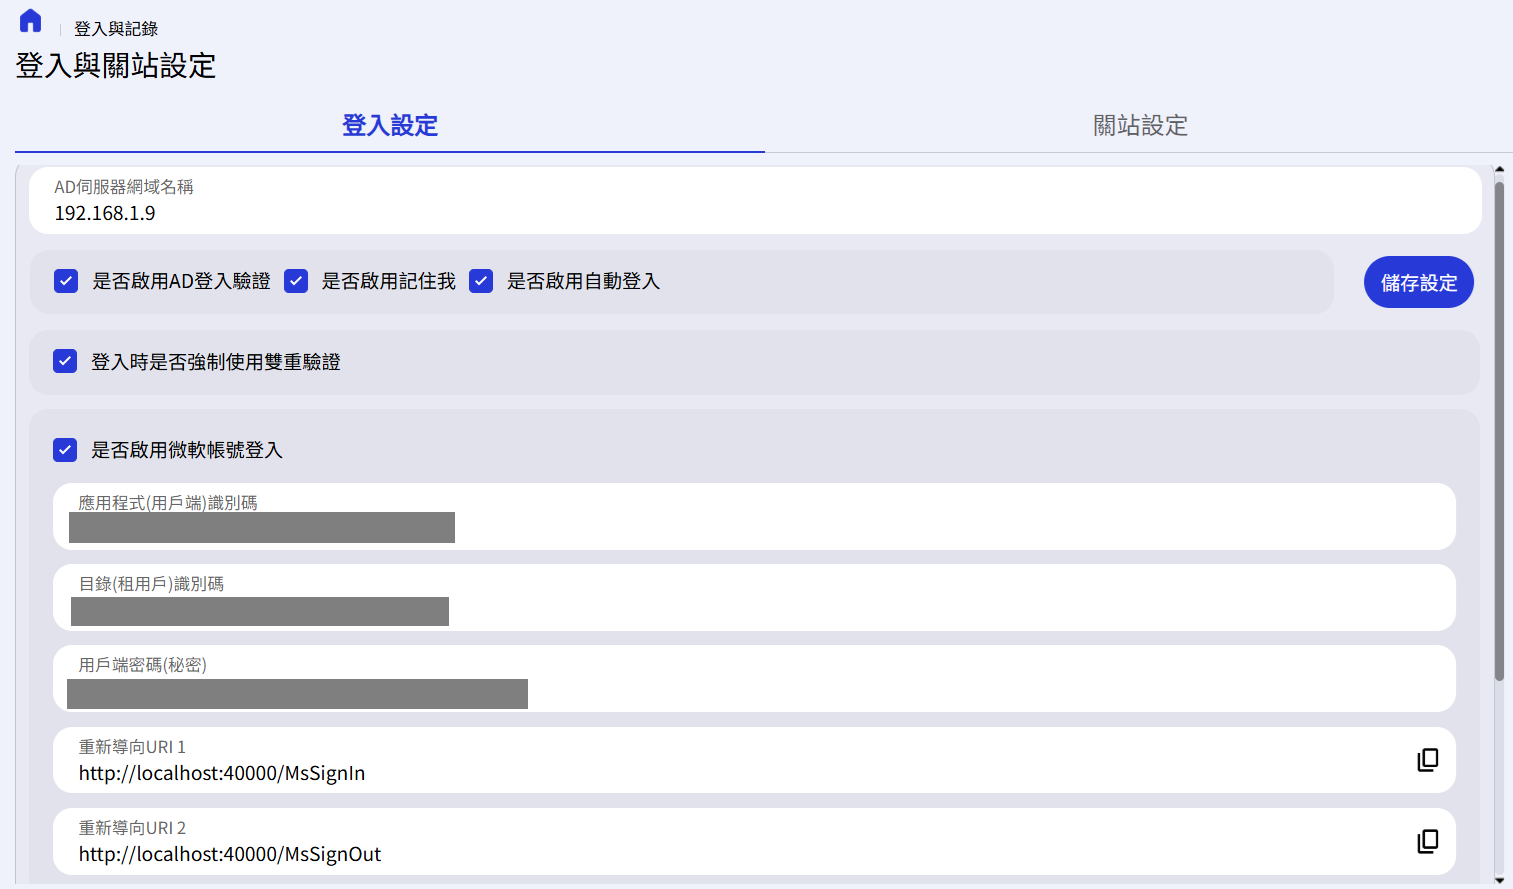 登入與記錄
登入與關站設定
登入設定
關站設定
AD伺服器網域名稱
192.168.1.9
是否啟用AD登入驗證
是否啟用記住我
是否啟用自動登入
儲存設定
登入時是否強制使用雙重驗證
是否啟用微軟帳號登入
應用程式(用戶端)識別碼
目錄(租用戶)識別碼
用戶端密碼(秘密)
重新導向URI 1
http://localhost:40000/MsSignIn
重新導向URI 2
http://localhost:40000/MsSignOut